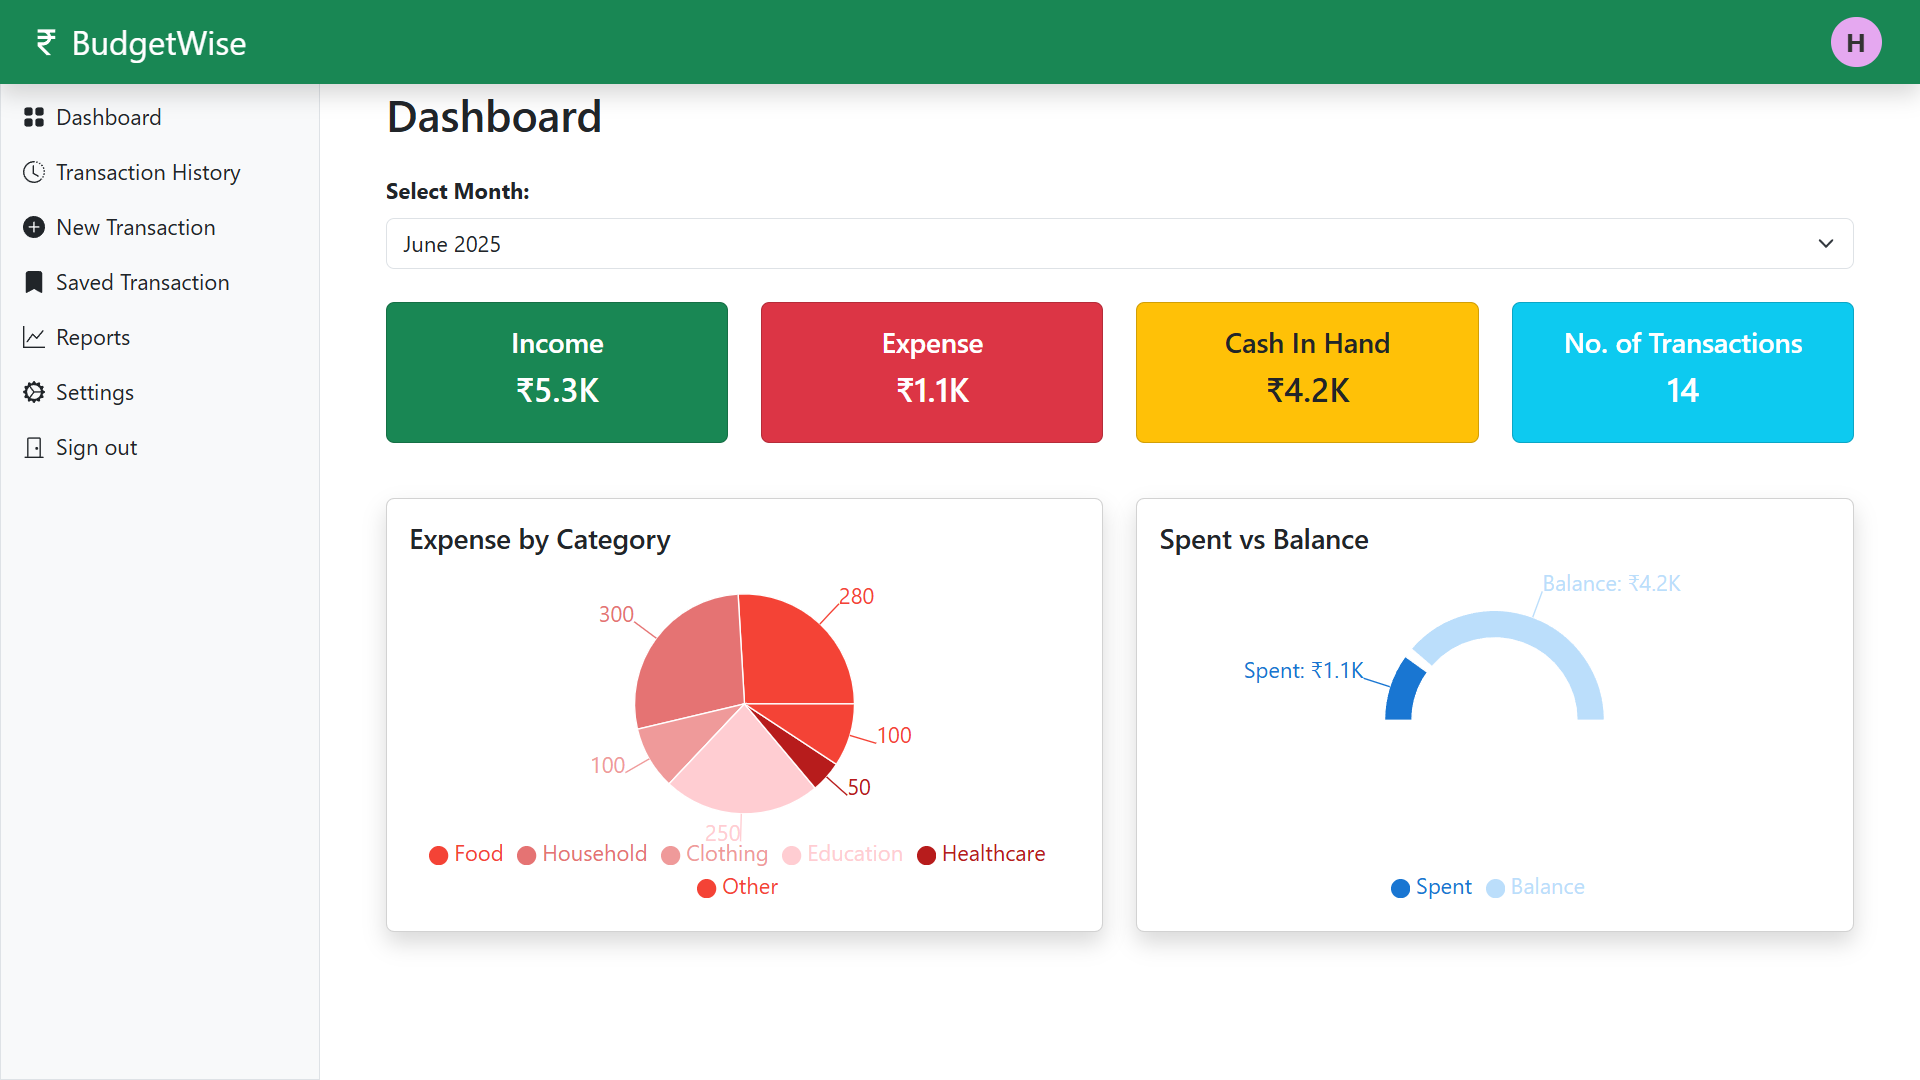 ₹ BudgetWise
H
Dashboard
Transaction History
New Transaction
Saved Transaction
Reports
Settings
Sign out
Dashboard
Select Month:
June 2025
Income
₹5.3K
Expense
₹1.1K
Cash In Hand
₹4.2K
No. of Transactions
14
Expense by Category
280
300
100
50
100
250
Food Household Clothing Education Healthcare
Other
Spent vs Balance
Balance: ₹4.2K
Spent: ₹1.1K
Spent Balance